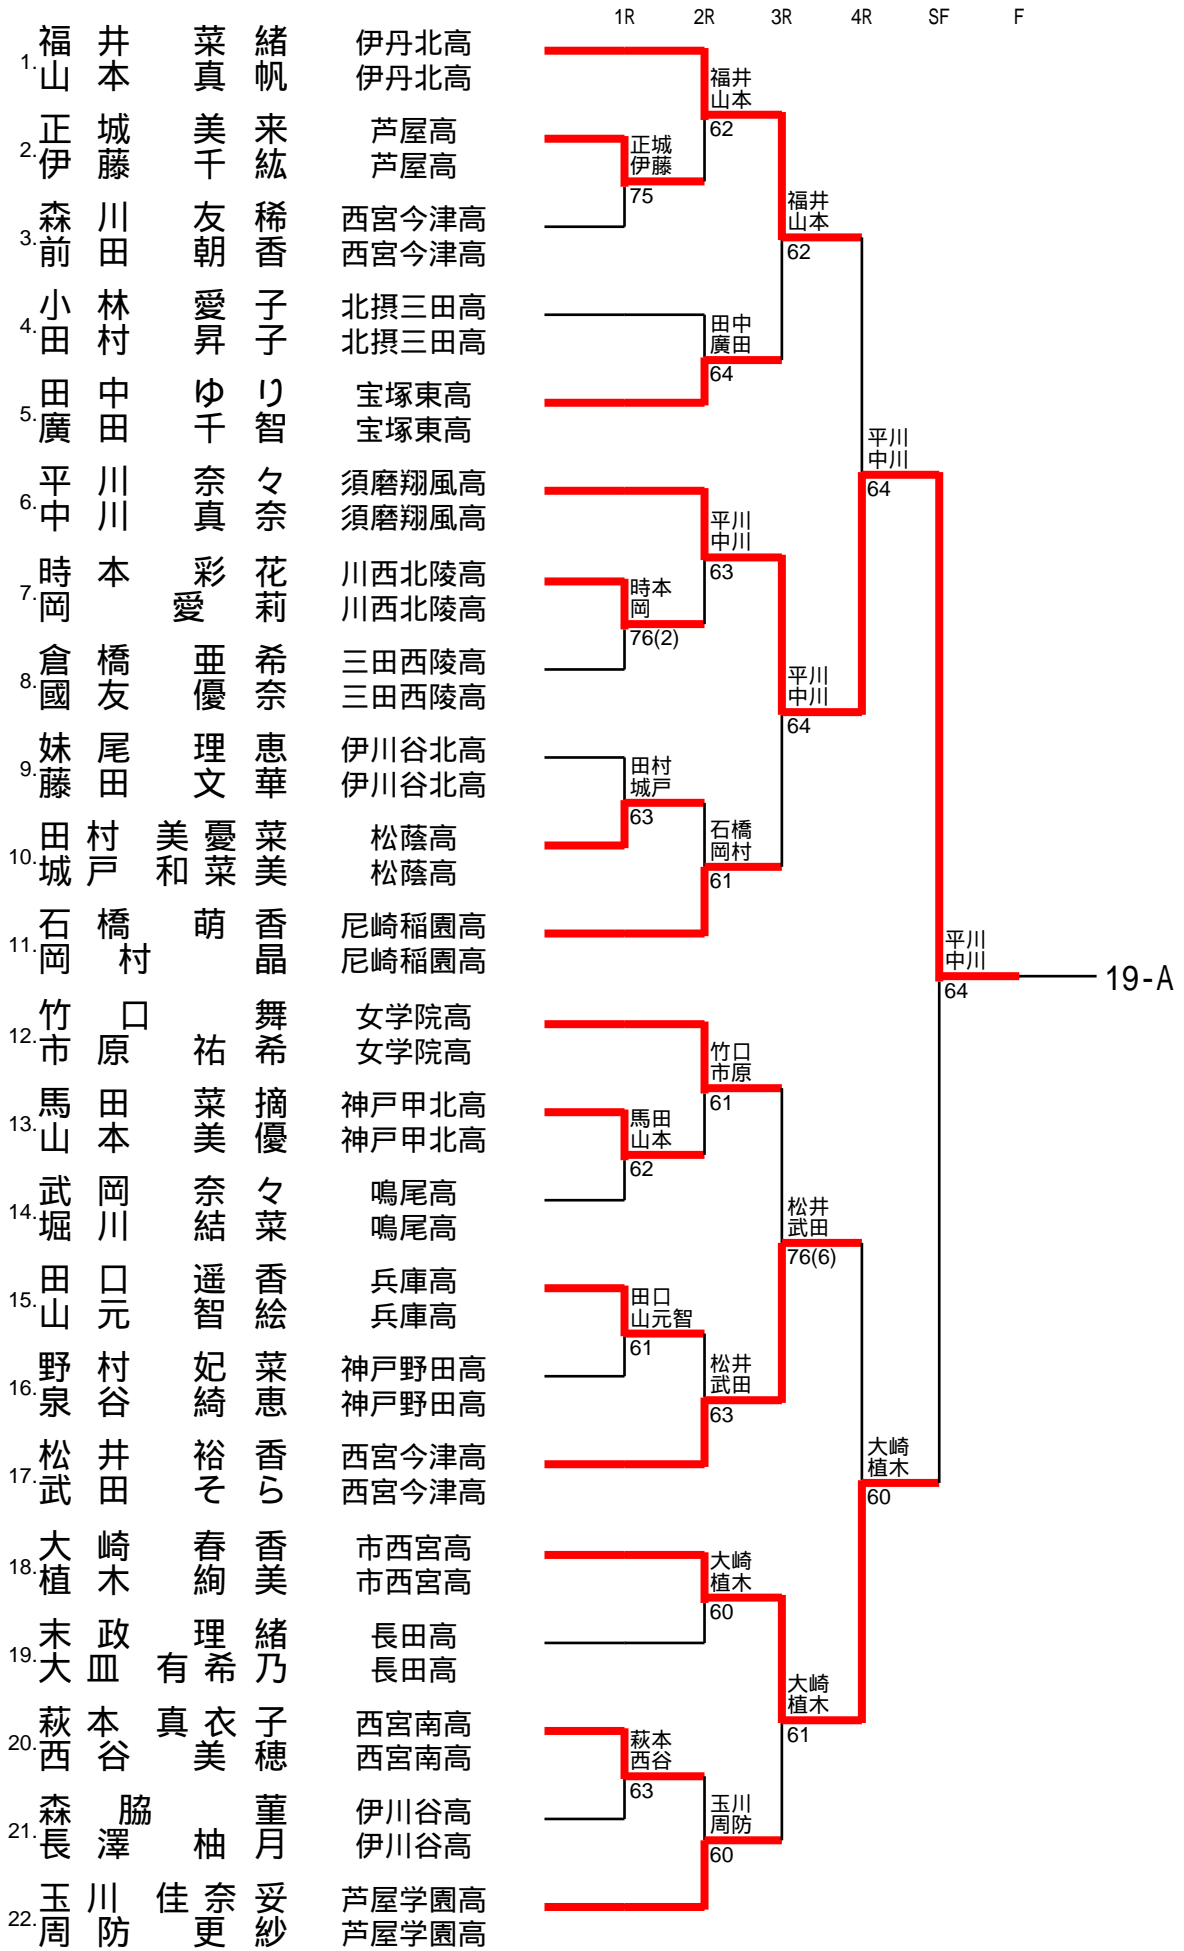 1R 2R 3R 4R SF F
1. 福井 菜緒 伊丹北高
山本 真帆 伊丹北高
2. 正城 美来 芦屋高
伊藤 千紘 芦屋高
3. 森川 友稀 西宮今津高
前田 朝香 西宮今津高
4. 小林 愛子 北摂三田高
田村 昇子 北摂三田高
5. 田中 ゆり 宝塚東高
廣田 千智 宝塚東高
6. 平川 奈々 須磨翔風高
中川 真奈 須磨翔風高
7. 時本 彩花 川西北陵高
岡 愛莉 川西北陵高
8. 倉橋 亜希 三田西陵高
國友 優奈 三田西陵高
9. 妹尾 理恵 伊川谷北高
藤田 文華 伊川谷北高
10. 田村 美憂菜 松蔭高
城戸 和菜美 松蔭高
11. 石橋 萌香 尼崎稲園高
岡村 晶 尼崎稲園高
12. 竹口 舞 女学院高
市原 祐希 女学院高
13. 馬田 菜摘 神戸甲北高
山本 美優 神戸甲北高
14. 武岡 奈々 鳴尾高
堀川 結菜 鳴尾高
15. 田口 遥香 兵庫高
山元 智絵 兵庫高
16. 野村 妃菜 神戸野田高
泉谷 綺恵 神戸野田高
17. 松井 裕香 西宮今津高
武田 そら 西宮今津高
18. 大崎 春香 市西宮高
植木 絢美 市西宮高
19. 末政 理緒 長田高
大皿 有希乃 長田高
20. 萩本 真衣子 西宮南高
西谷 美穂 西宮南高
21. 森脇 菫 伊川谷高
長澤 柚月 伊川谷高
22. 玉川 佳奈妥 芦屋学園高
周防 更紗 芦屋学園高
正城
伊藤
75
時本
岡
76(2)
田村
城戸
63
馬田
山本
62
田口
山元智
61
萩本
西谷
63
福井
山本
62
田中
廣田
64
平川
中川
63
石橋
岡村
61
竹口
市原
61
松井
武田
63
大崎
植木
60
玉川
周防
60
福井
山本
62
平川
中川
64
松井
武田
76(6)
大崎
植木
61
平川
中川
64
大崎
植木
60
平川
中川
64
19-A